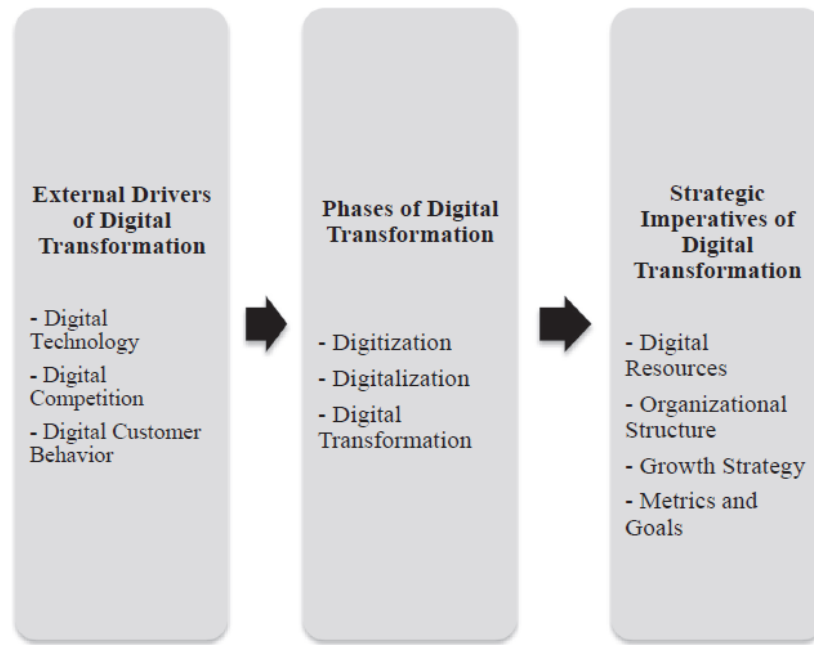 External Drivers
of Digital
Transformation
- Digital
Technology
- Digital
Competition
- Digital Customer
Behavior
Phases of Digital
Transformation
- Digitization
- Digitalization
- Digital
Transformation
Strategic
Imperatives of
Digital
Transformation
- Digital
Resources
- Organizational
Structure
- Growth Strategy
- Metrics and
Goals